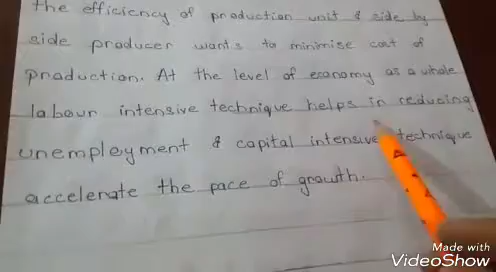 the efficiency of production unit & side by
side producer wants to minimise cost of
production. At the level of economy as a whole
labour intensive technique helps in reducing
unemployment & capital intensive technique
accelerate the pace of growth.
Made with
VideoShow